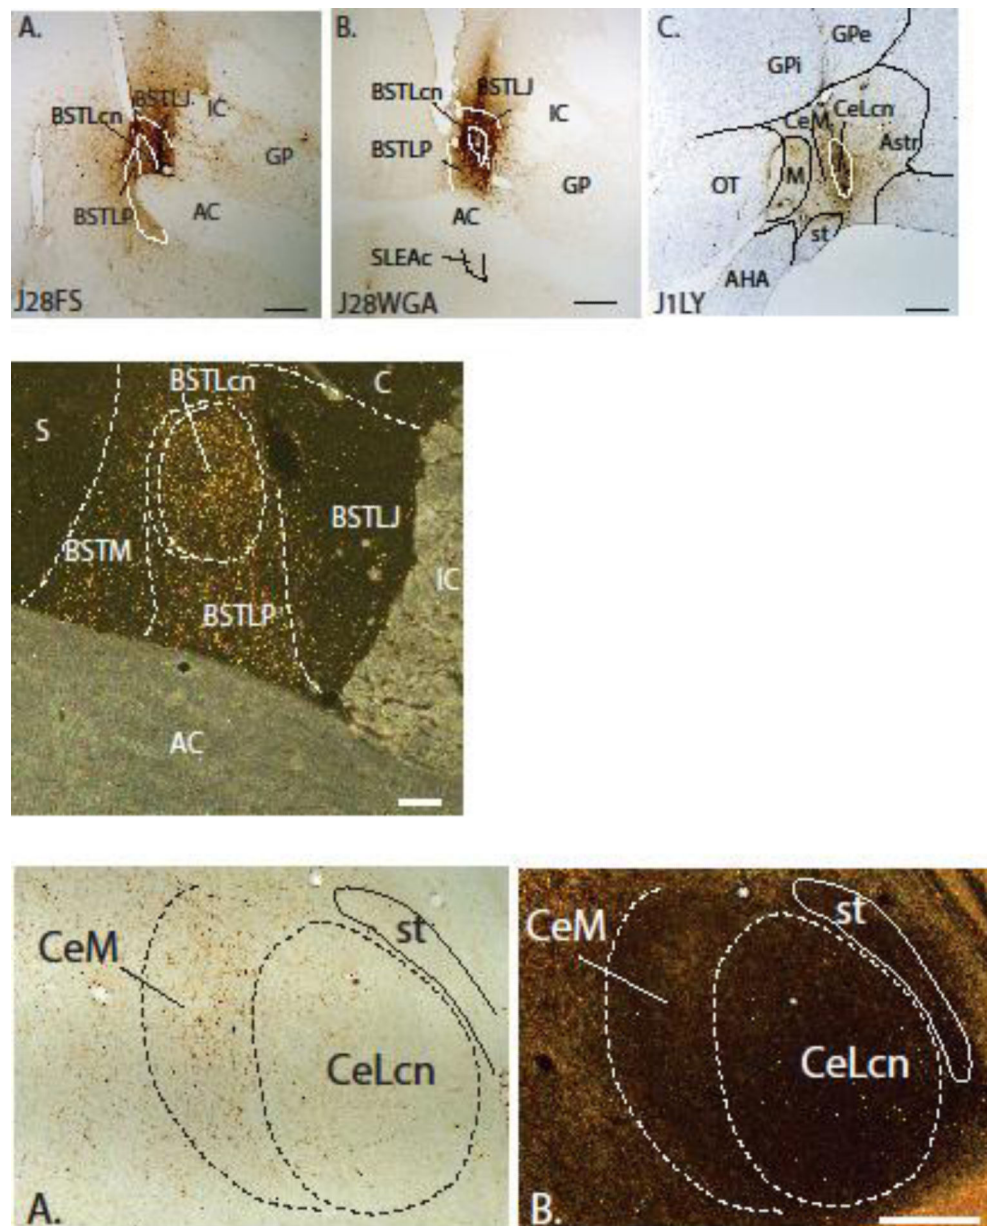 A.
BSTLcn
BSTLJ
IC
GP
BSTLP
AC
J28FS
B.
BSTLcn
BSTLJ
IC
BSTLP
GP
AC
SLEAc
J28WGA
C.
GPe
GPi
CeM
CeLcn
Astr
OT
M
st
AHA
J1LY
BSTLcn
C
S
BSTLJ
BSTM
IC
BSTLP
AC
CeM
st
CeLcn
A.
CeM
st
CeLcn
B.